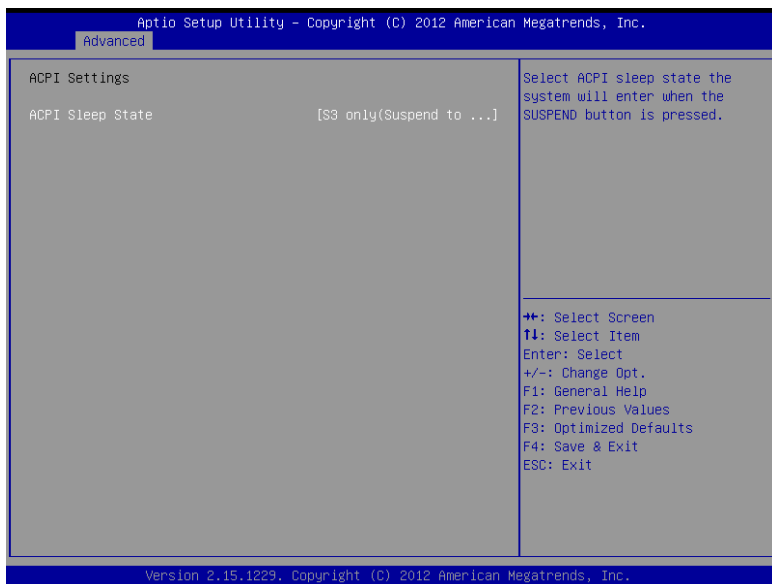 Aptio Setup Utility – Copyright (C) 2012 American Megatrends, Inc.
Advanced
ACPI Settings
ACPI Sleep State [S3 only(Suspend to ...]
Select ACPI sleep state the
system will enter when the
SUSPEND button is pressed.
→←: Select Screen
↑↓: Select Item
Enter: Select
+/-: Change Opt.
F1: General Help
F2: Previous Values
F3: Optimized Defaults
F4: Save & Exit
ESC: Exit
Version 2.15.1229. Copyright (C) 2012 American Megatrends, Inc.